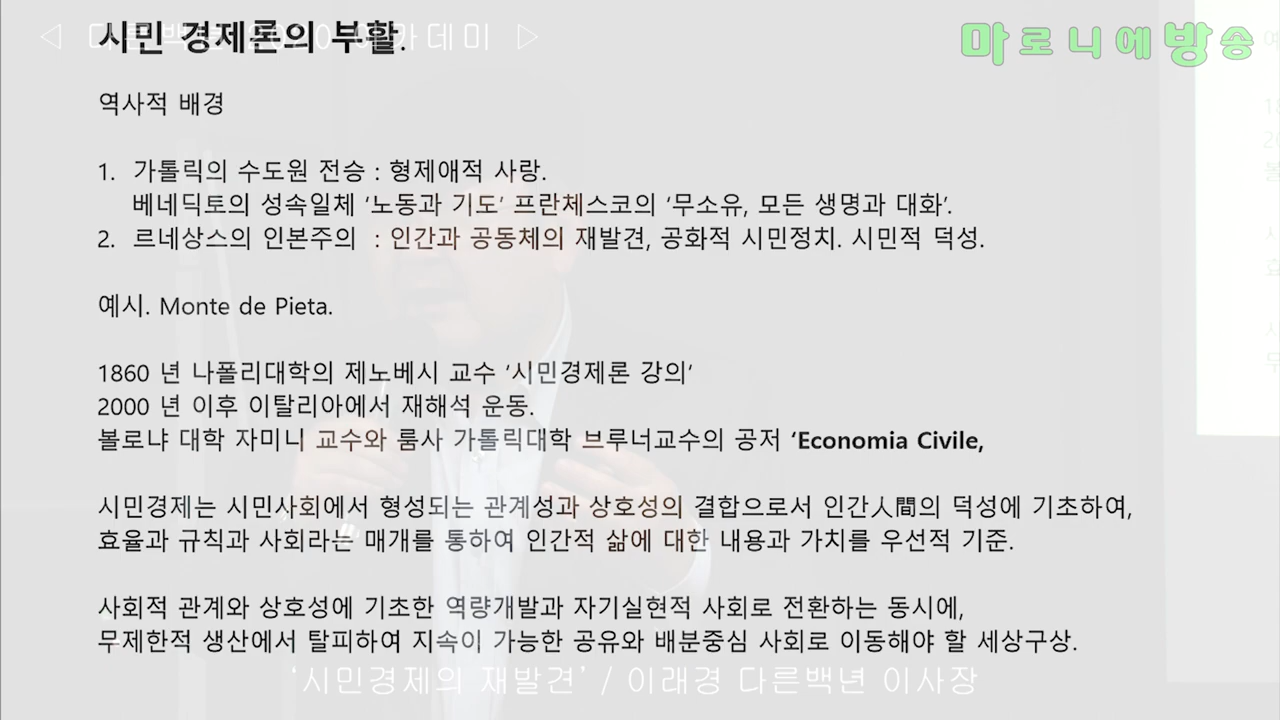 시민 경제론의 부활.
마로니에방송
역사적 배경
1. 가톨릭의 수도원 전승 : 형제애적 사랑.
베네딕토의 성속일체 ‘노동과 기도’ 프란체스코의 ‘무소유, 모든 생명과 대화’.
2. 르네상스의 인본주의 : 인간과 공동체의 재발견, 공화적 시민정치. 시민적 덕성.
예시. Monte de Pieta.
1860 년 나폴리대학의 제노베시 교수 ‘시민경제론 강의’
2000 년 이후 이탈리아에서 재해석 운동.
볼로냐 대학 자미니 교수와 룸사 가톨릭대학 브루너교수의 공저 ‘Economia Civile,
시민경제는 시민사회에서 형성되는 관계성과 상호성의 결합으로서 인간人間의 덕성에 기초하여,
효율과 규칙과 사회라는 매개를 통하여 인간적 삶에 대한 내용과 가치를 우선적 기준.
사회적 관계와 상호성에 기초한 역량개발과 자기실현적 사회로 전환하는 동시에,
무제한적 생산에서 탈피하여 지속이 가능한 공유와 배분중심 사회로 이동해야 할 세상구상.
‘시민경제의 재발견’ / 이래경 다른백년 이사장